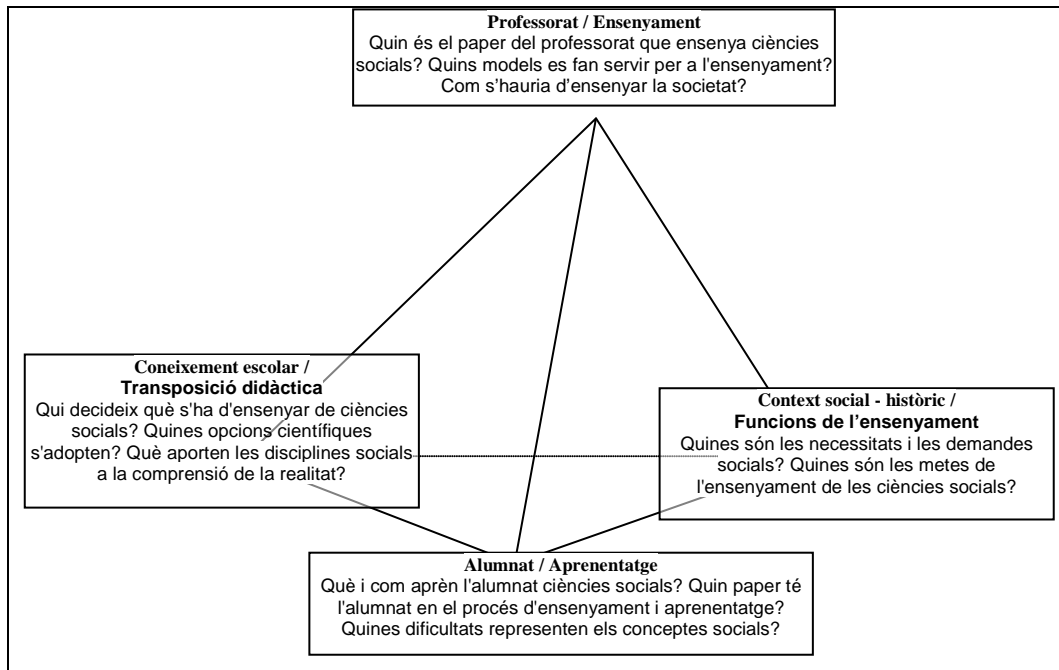 Professorat / Ensenyament
Quin és el paper del professorat que ensenya ciències
socials? Quins models es fan servir per a l'ensenyament?
Com s’hauria d’ensenyar la societat?
Coneixement escolar /
Transposició didàctica
Qui decideix què s'ha d'ensenyar de ciències
socials? Quines opcions científiques
s'adopten? Què aporten les disciplines socials
a la comprensió de la realitat?
Context social - històric /
Funcions de l’ensenyament
Quines són les necessitats i les demandes
socials? Quines són les metes de
l'ensenyament de les ciències socials?
Alumnat / Aprenentatge
Què i com aprèn l'alumnat ciències socials? Quin paper té
l'alumnat en el procés d'ensenyament i aprenentatge?
Quines dificultats representen els conceptes socials?